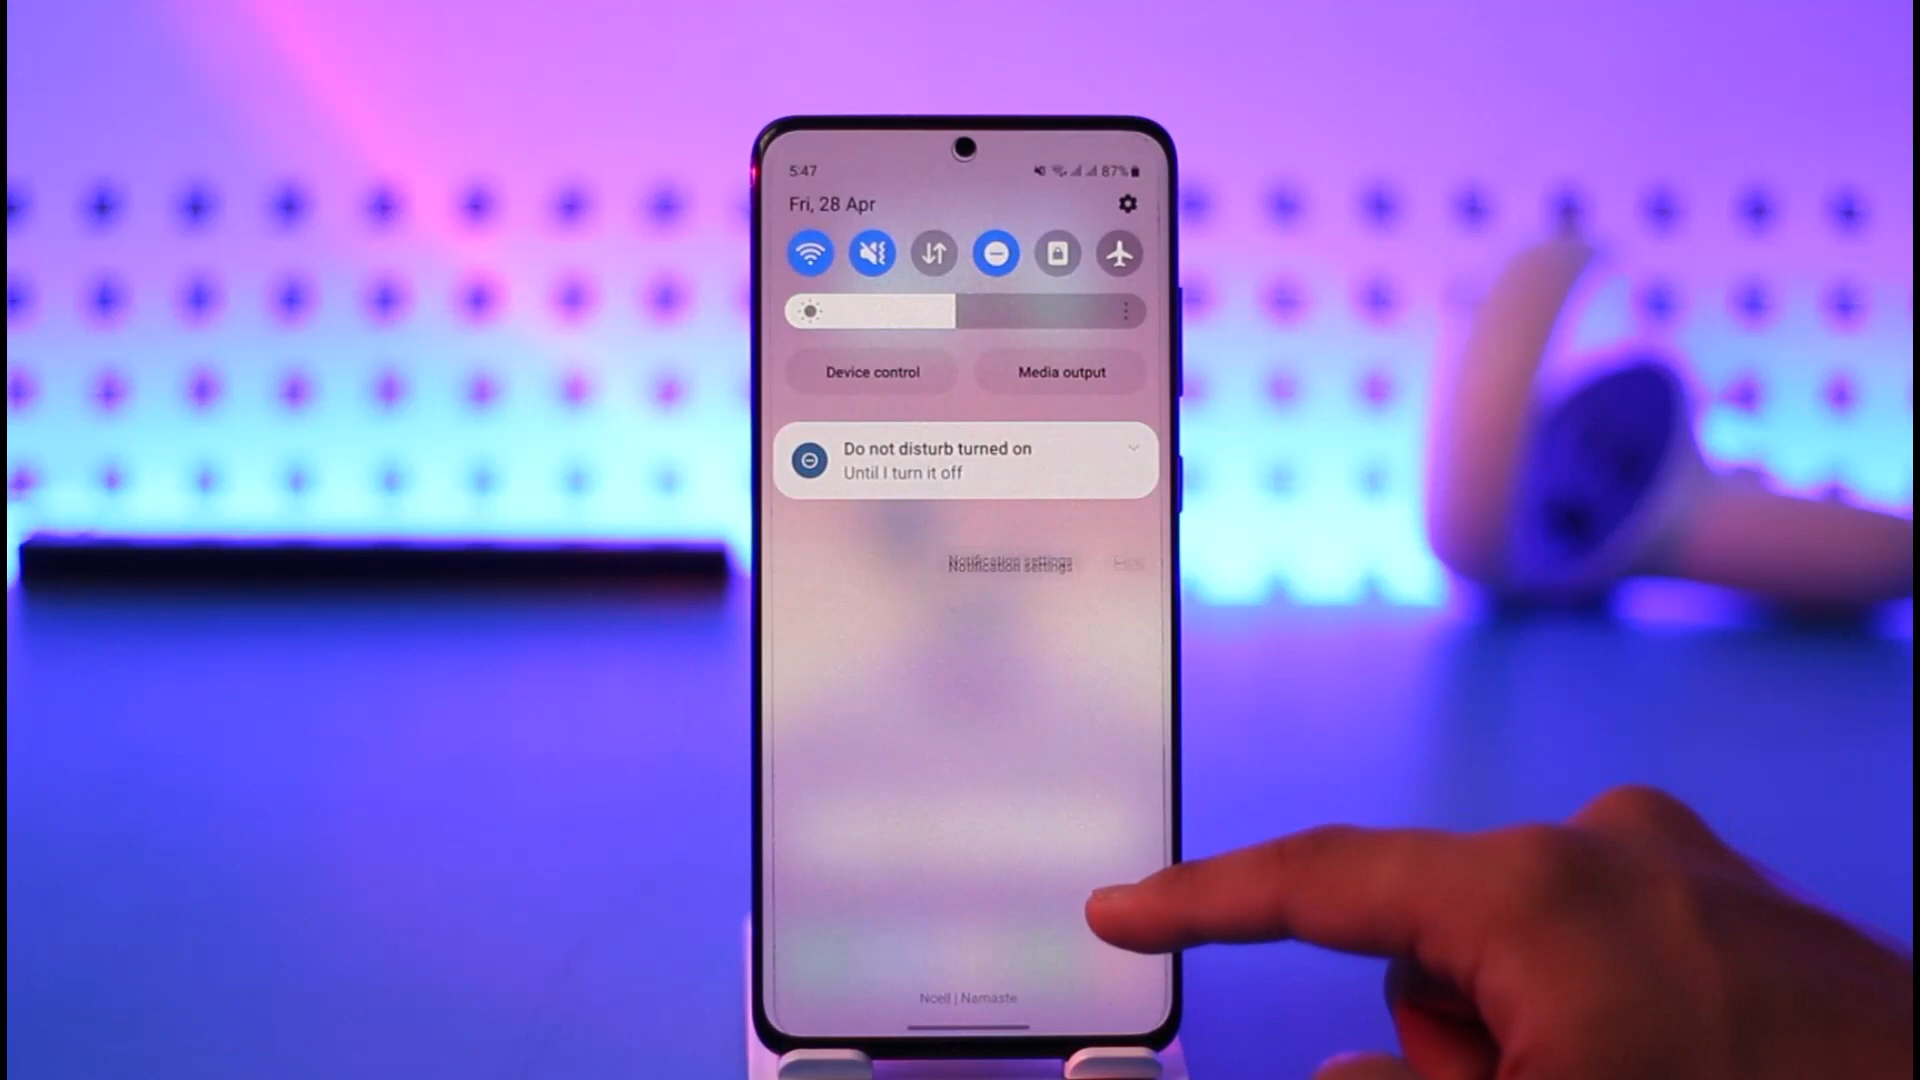 5:47 87%
Fri, 28 Apr
Device control Media output
Do not disturb turned on
Until I turn it off
Notification settings
Ncell | Namaste